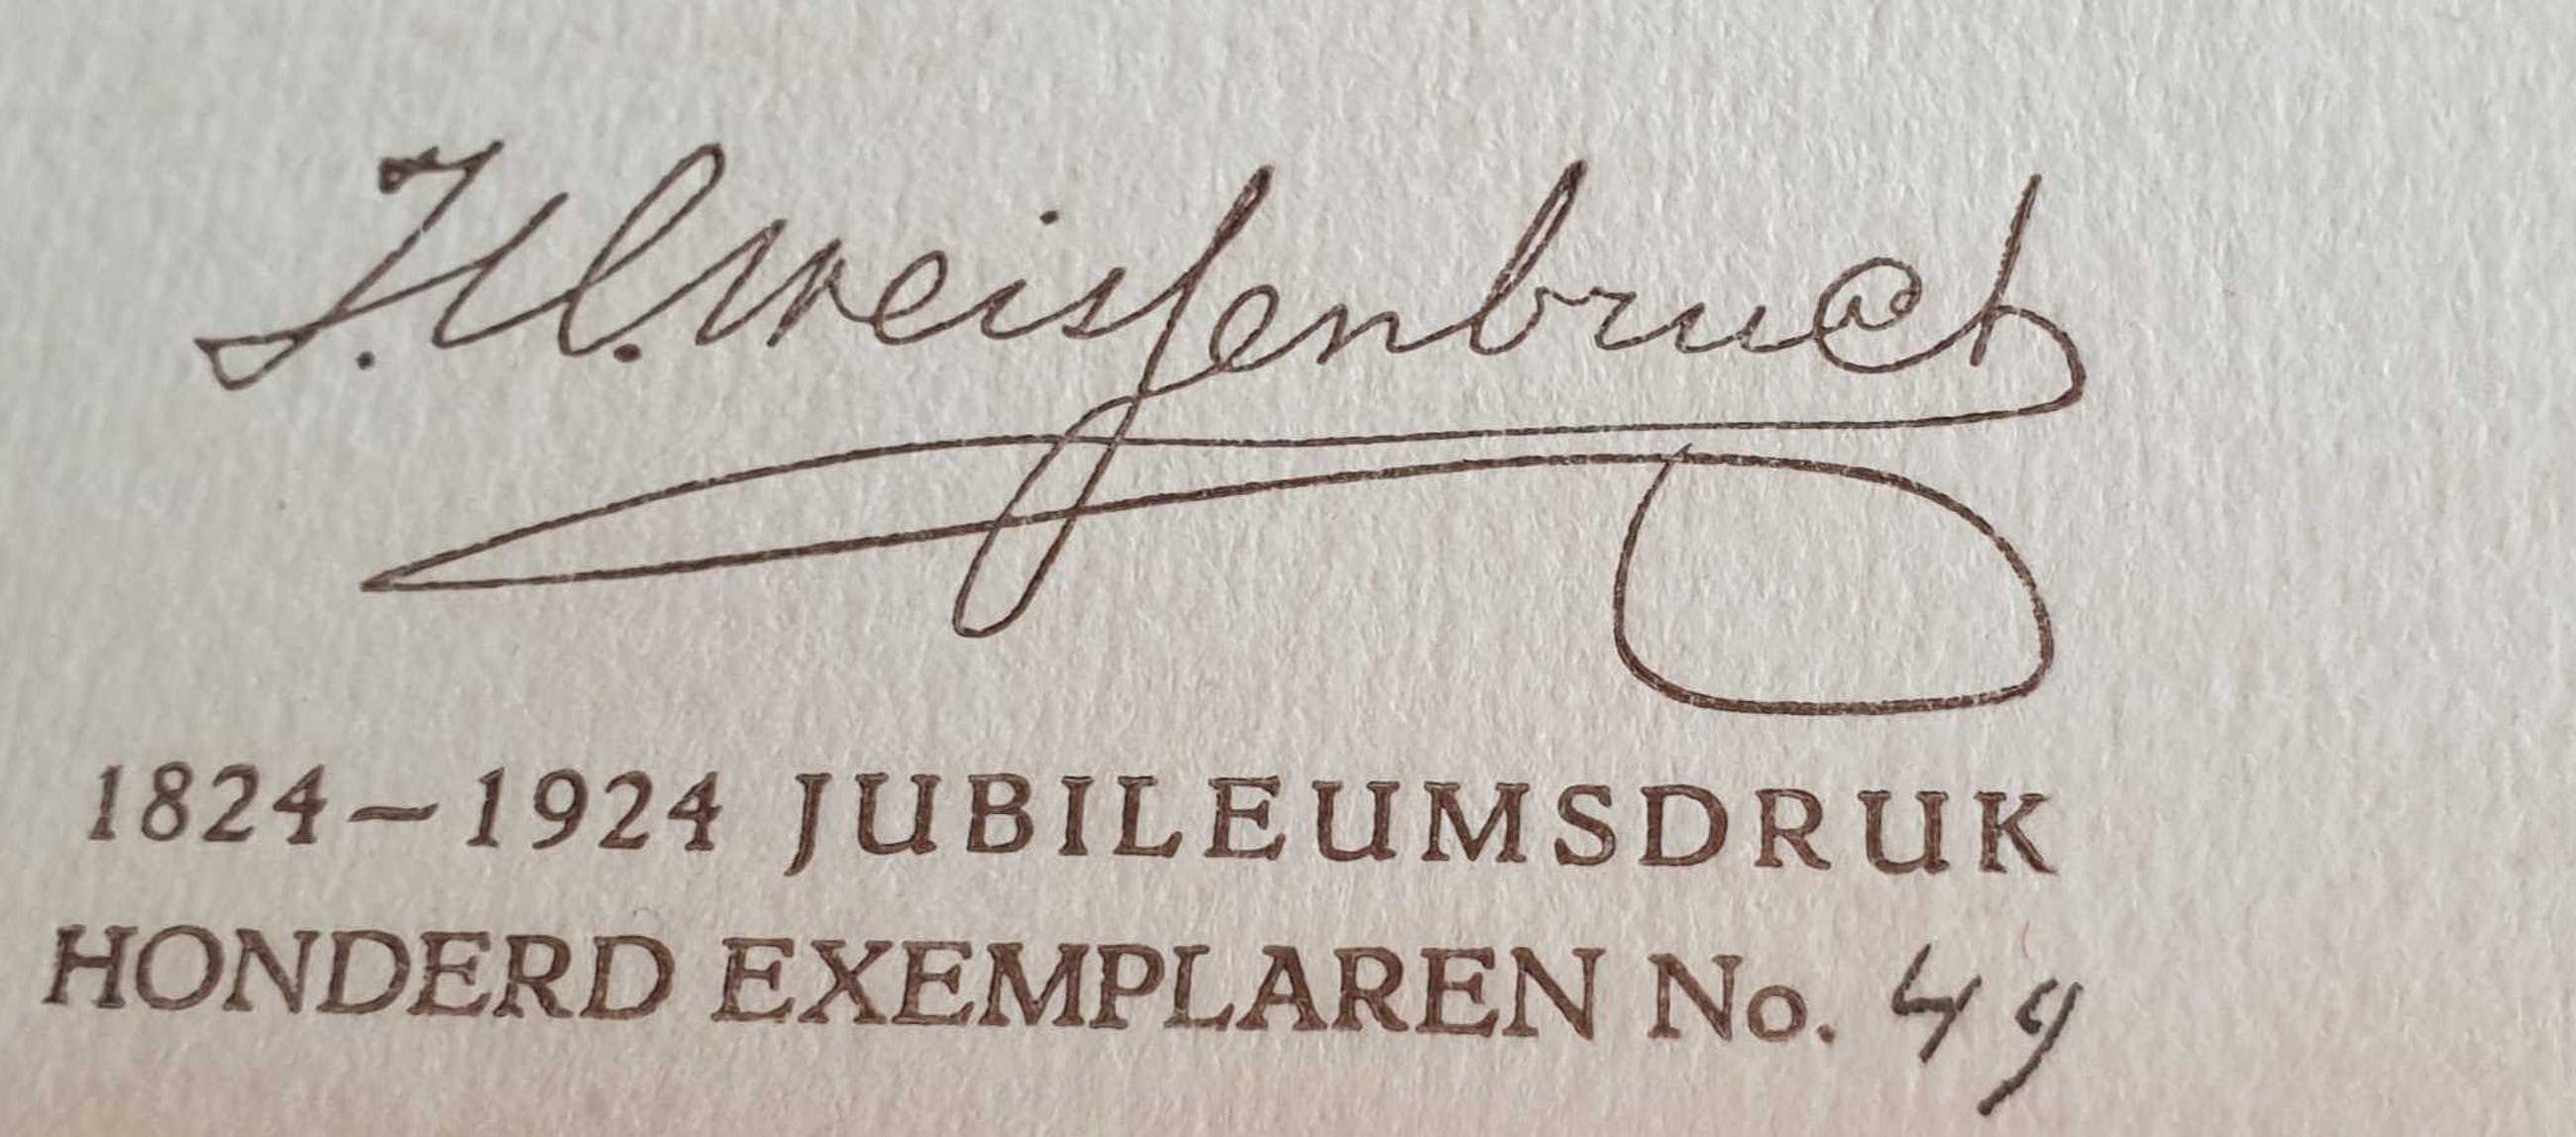 J. H. Weissenbruch
1824–1924 JUBILEUMSDRUK
HONDERD EXEMPLAREN No. 49